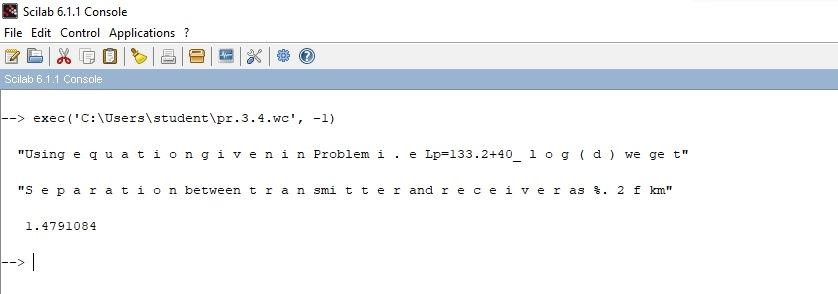 Scilab 6.1.1 Console
File Edit Control Applications ?
Scilab 6.1.1 Console
--> exec('C:\Users\student\pr.3.4.wc', -1)
"Using e q u a t i o n g i v e n i n Problem i . e Lp=133.2+40_ l o g ( d ) we ge t"
"S e p a r a t i o n between t r a n smi t t e r and r e c e i v e r as %. 2 f km"
1.4791084
-->